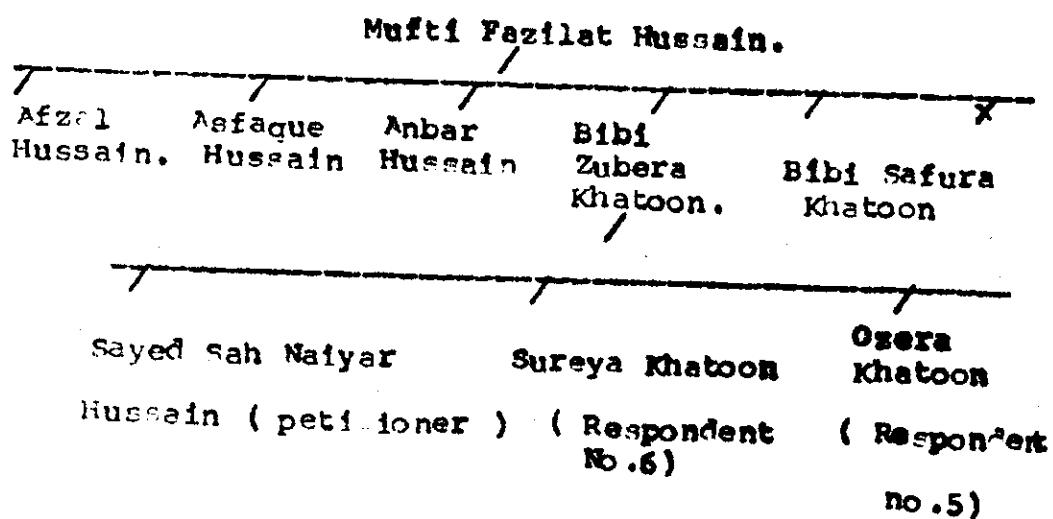 Mufti Fazilat Hussain.
Afzal Hussain.
Asfaque Hussain
Anbar Hussain
Bibi Zubera Khatoon.
Bibi Safura Khatoon
x
Sayed Sah Naiyar Hussain ( petitioner )
Sureya Khatoon ( Respondent No.6)
Ozera Khatoon ( Respondent no.5)